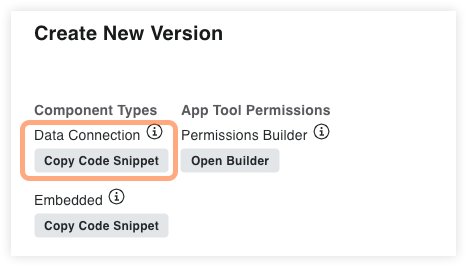 Create New Version
Component Types App Tool Permissions
Data Connection Permissions Builder
Copy Code Snippet Open Builder
Embedded
Copy Code Snippet